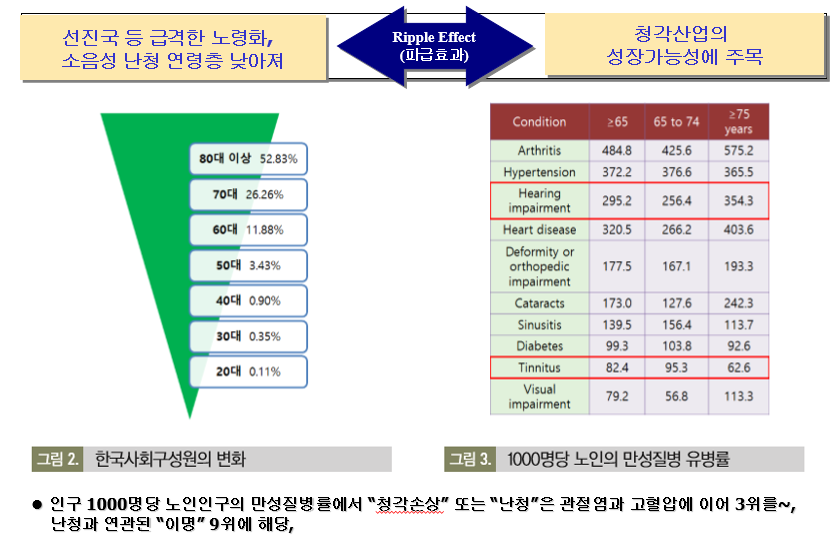 선진국 등 급격한 노령화,
소음성 난청 연령층 낮아져
Ripple Effect
(파급효과)
청각산업의
성장가능성에 주목
80대 이상 52.83%
70대 26.26%
60대 11.88%
50대 3.43%
40대 0.90%
30대 0.35%
20대 0.11%
Condition ≥65 65 to 74 ≥75 years
Arthritis 484.8 425.6 575.2
Hypertension 372.2 376.6 365.5
Hearing impairment 295.2 256.4 354.3
Heart disease 320.5 266.2 403.6
Deformity or orthopedic impairment 177.5 167.1 193.3
Cataracts 173.0 127.6 242.3
Sinusitis 139.5 156.4 113.7
Diabetes 99.3 103.8 92.6
Tinnitus 82.4 95.3 62.6
Visual impairment 79.2 56.8 113.3
그림 2. 한국사회구성원의 변화
그림 3. 1000명당 노인의 만성질병 유병률
● 인구 1000명당 노인인구의 만성질병률에서 “청각손상” 또는 “난청”은 관절염과 고혈압에 이어 3위를~,
난청과 연관된 “이명” 9위에 해당,